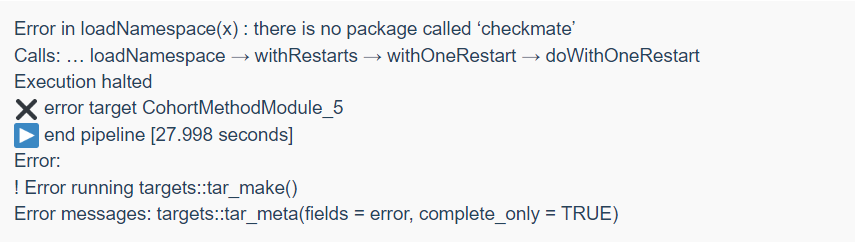 Error in loadNamespace(x) : there is no package called ‘checkmate’
Calls: … loadNamespace → withRestarts → withOneRestart → doWithOneRestart
Execution halted
✖ error target CohortMethodModule_5
▶ end pipeline [27.998 seconds]
Error:
! Error running targets::tar_make()
Error messages: targets::tar_meta(fields = error, complete_only = TRUE)